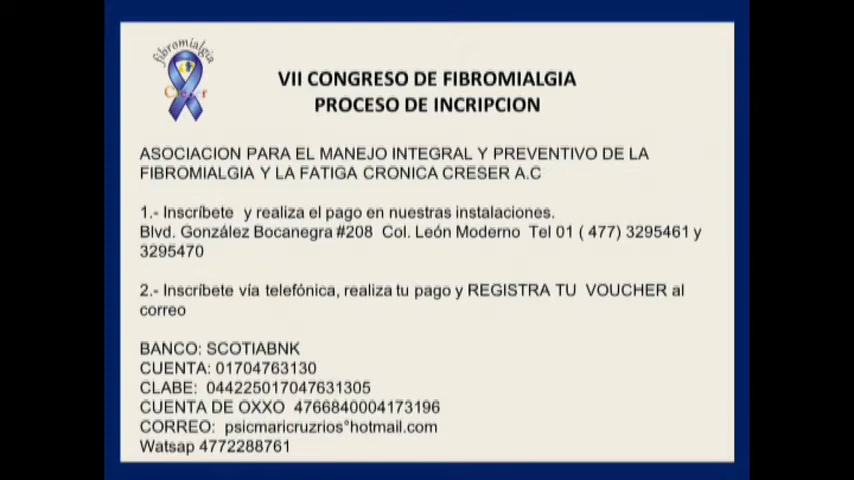 fibromialgia
Creser
VII CONGRESO DE FIBROMIALGIA
PROCESO DE INCRIPCION
ASOCIACION PARA EL MANEJO INTEGRAL Y PREVENTIVO DE LA
FIBROMIALGIA Y LA FATIGA CRONICA CRESER A.C
1.- Inscríbete y realiza el pago en nuestras instalaciones.
Blvd. González Bocanegra #208 Col. León Moderno Tel 01 ( 477) 3295461 y
3295470
2.- Inscríbete vía telefónica, realiza tu pago y REGISTRA TU VOUCHER al
correo
BANCO: SCOTIABNK
CUENTA: 01704763130
CLABE: 044225017047631305
CUENTA DE OXXO 4766840004173196
CORREO: psicmaricruzrios°hotmail.com
Watsap 4772288761